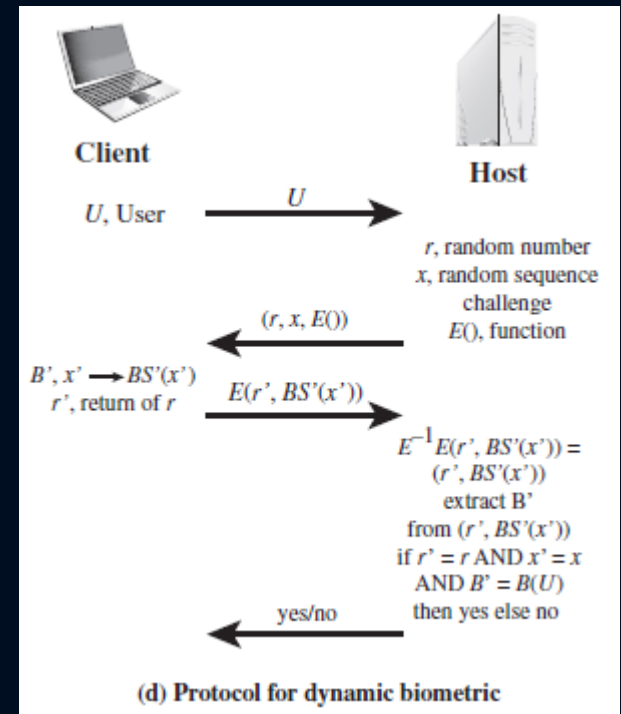 Client
Host
U, User
U
r, random number
x, random sequence
challenge
E(), function
(r, x, E())
B’, x’ → BS’(x’)
r’, return of r
E(r’, BS’(x’))
E⁻¹E(r’, BS’(x’)) =
(r’, BS’(x’))
extract B’
from (r’, BS’(x’))
if r’ = r AND x’ = x
AND B’ = B(U)
then yes else no
yes/no
(d) Protocol for dynamic biometric